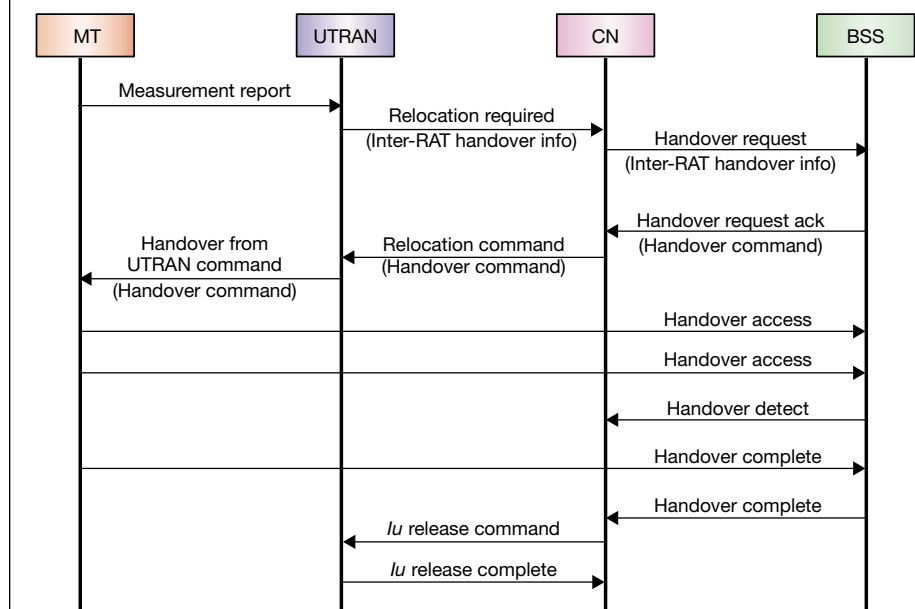 MT
UTRAN
CN
BSS
Measurement report
Relocation required
(Inter-RAT handover info)
Handover request
(Inter-RAT handover info)
Handover request ack
(Handover command)
Relocation command
(Handover command)
Handover from
UTRAN command
(Handover command)
Handover access
Handover access
Handover detect
Handover complete
Handover complete
Iu release command
Iu release complete